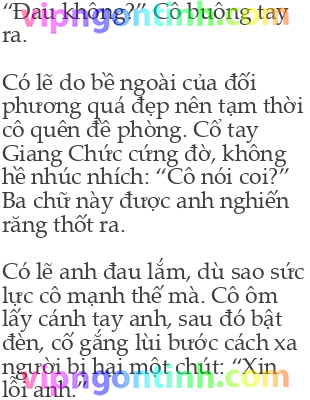 “Đau không?” Cô buông tay
ra.
Có lẽ do bề ngoài của đối
phương quá đẹp nên tạm thời
cô quên đề phòng. Cổ tay
Giang Chức cứng đờ, không
hề nhúc nhích: “Cô nói coi?”
Ba chữ này được anh nghiến
răng thốt ra.
Có lẽ anh đau lắm, dù sao sức
lực cô mạnh thế mà. Cô ôm
lấy cánh tay anh, sau đó bật
đèn, cố gắng lùi bước cách xa
người bị hại một chút: “Xin
lỗi anh.”
vipngontinh.com
vipngontinh.com